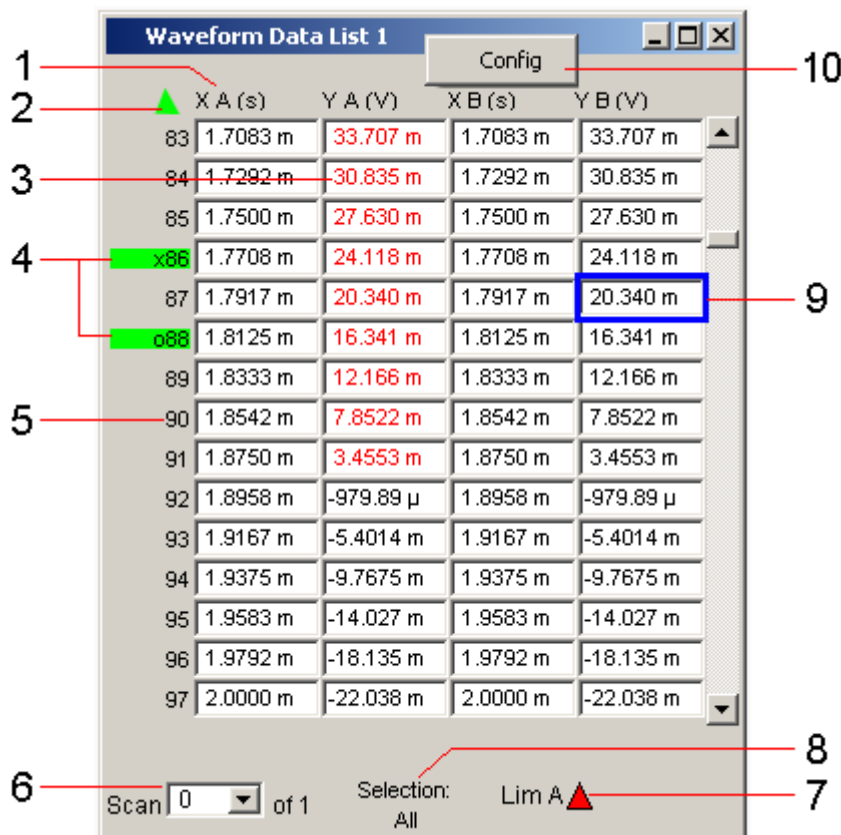 Waveform Data List 1
Config
1
10
2
X A (s) Y A (V) X B (s) Y B (V)
83 1.7083 m 33.707 m 1.7083 m 33.707 m
3
84 1.7292 m 30.835 m 1.7292 m 30.835 m
85 1.7500 m 27.630 m 1.7500 m 27.630 m
4
x86 1.7708 m 24.118 m 1.7708 m 24.118 m
87 1.7917 m 20.340 m 1.7917 m 20.340 m
9
o88 1.8125 m 16.341 m 1.8125 m 16.341 m
89 1.8333 m 12.166 m 1.8333 m 12.166 m
5
90 1.8542 m 7.8522 m 1.8542 m 7.8522 m
91 1.8750 m 3.4553 m 1.8750 m 3.4553 m
92 1.8958 m -979.89 µ 1.8958 m -979.89 µ
93 1.9167 m -5.4014 m 1.9167 m -5.4014 m
94 1.9375 m -9.7675 m 1.9375 m -9.7675 m
95 1.9583 m -14.027 m 1.9583 m -14.027 m
96 1.9792 m -18.135 m 1.9792 m -18.135 m
97 2.0000 m -22.038 m 2.0000 m -22.038 m
8
6
Scan 0 of 1
Selection:
All
Lim A
7